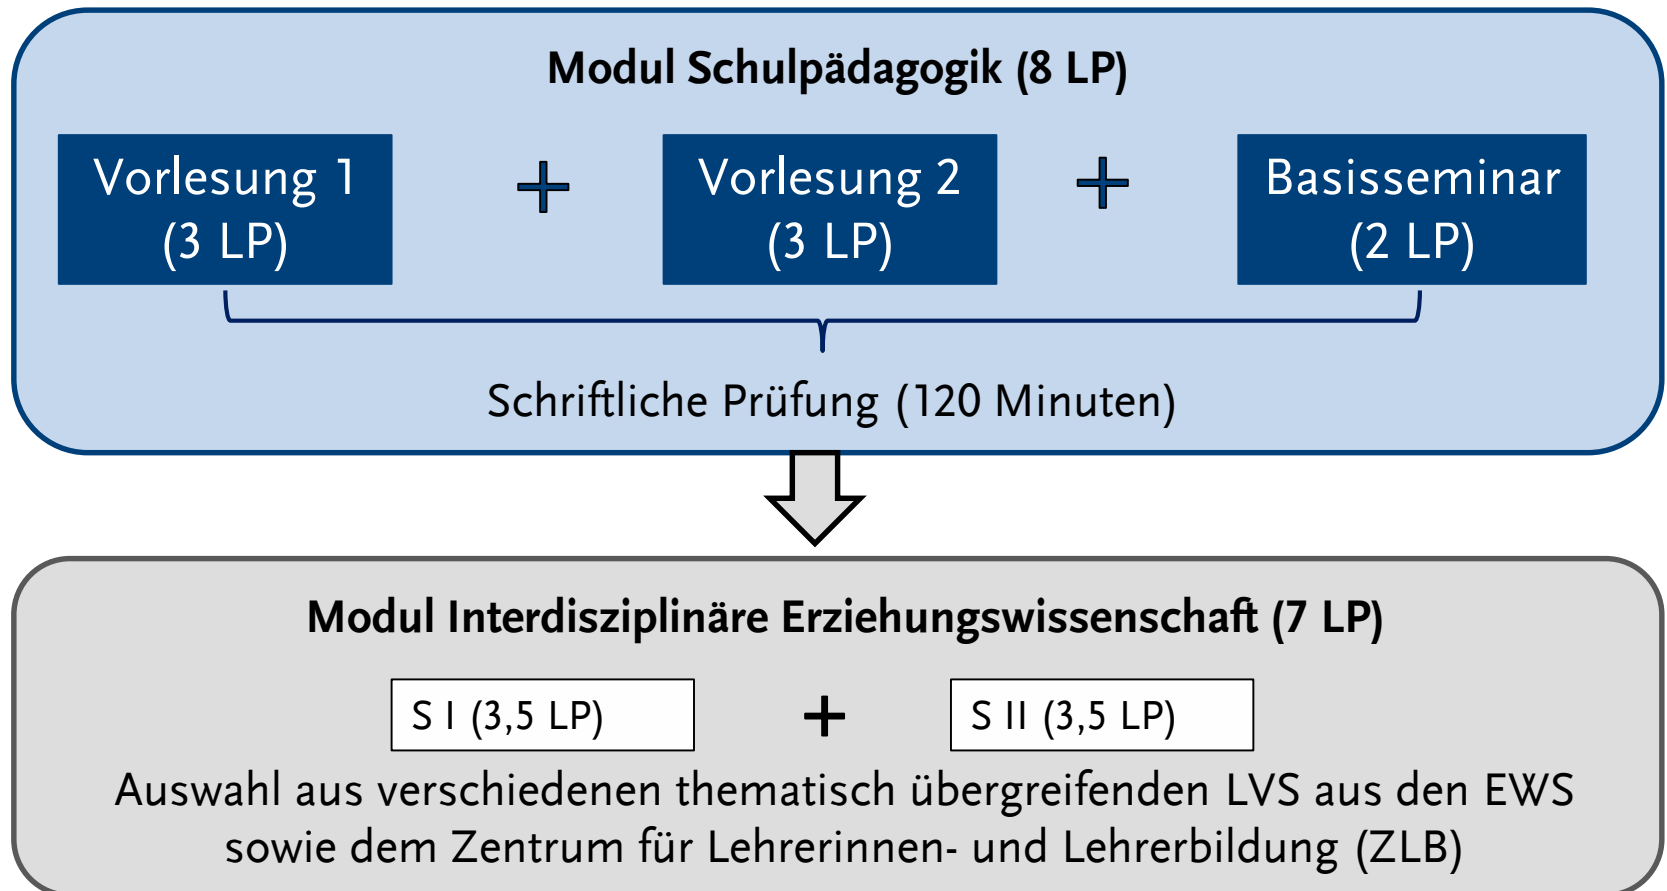 Modul Schulpädagogik (8 LP)
Vorlesung 1
(3 LP)
+
Vorlesung 2
(3 LP)
+
Basisseminar
(2 LP)
Schriftliche Prüfung (120 Minuten)
Modul Interdisziplinäre Erziehungswissenschaft (7 LP)
S I (3,5 LP)
+
S II (3,5 LP)
Auswahl aus verschiedenen thematisch übergreifenden LVS aus den EWS
sowie dem Zentrum für Lehrerinnen- und Lehrerbildung (ZLB)